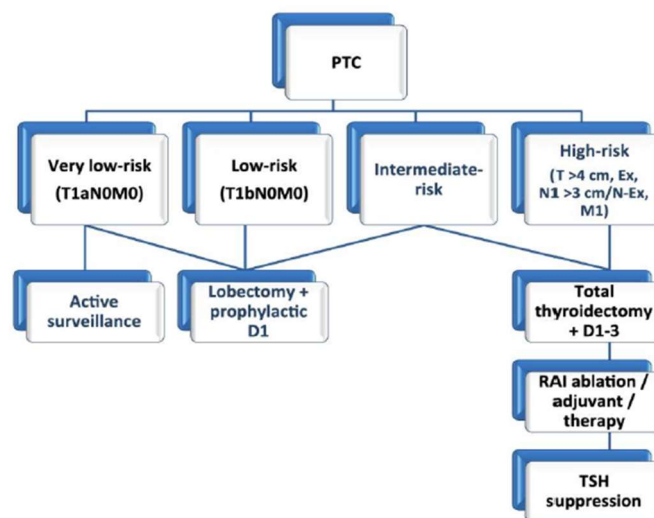 PTC
Very low-risk
(T1aN0M0)
Low-risk
(T1bN0M0)
Intermediate-
risk
High-risk
(T >4 cm, Ex,
N1 >3 cm/N-Ex,
M1)
Active
surveillance
Lobectomy +
prophylactic
D1
Total
thyroidectomy
+ D1-3
RAI ablation /
adjuvant /
therapy
TSH
suppression